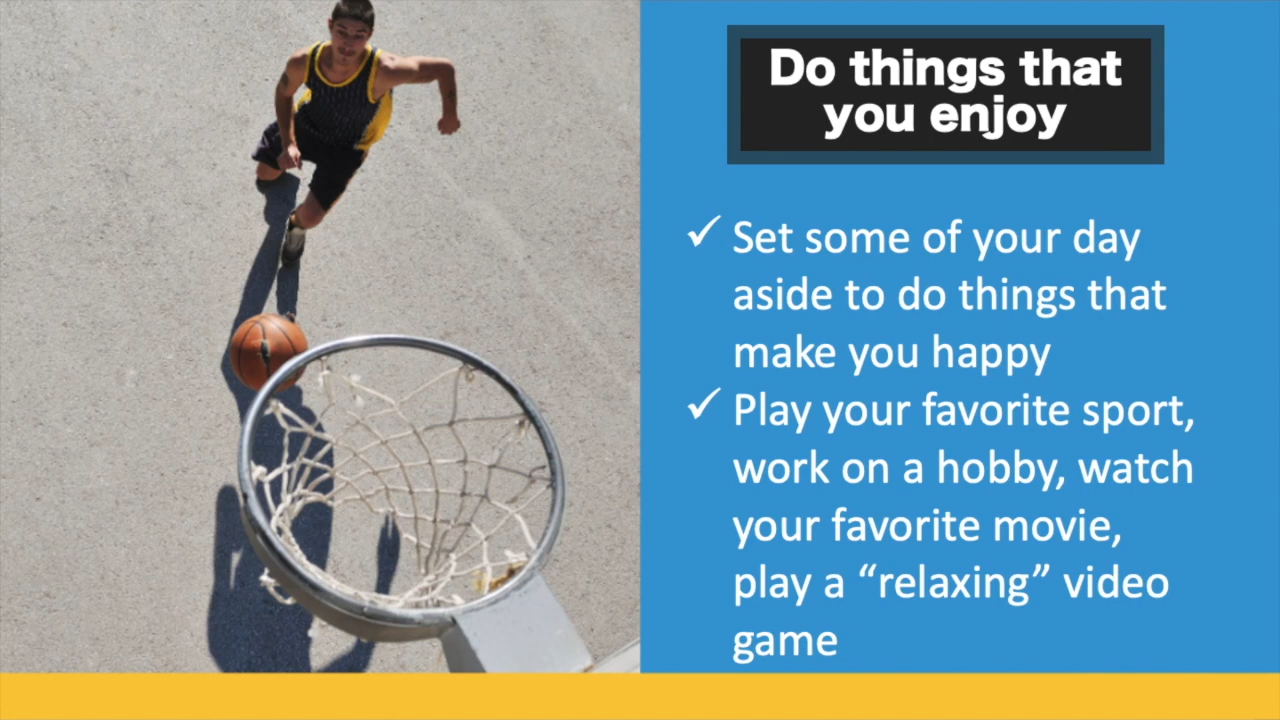 Do things that
you enjoy
✓ Set some of your day
aside to do things that
make you happy
✓ Play your favorite sport,
work on a hobby, watch
your favorite movie,
play a “relaxing” video
game